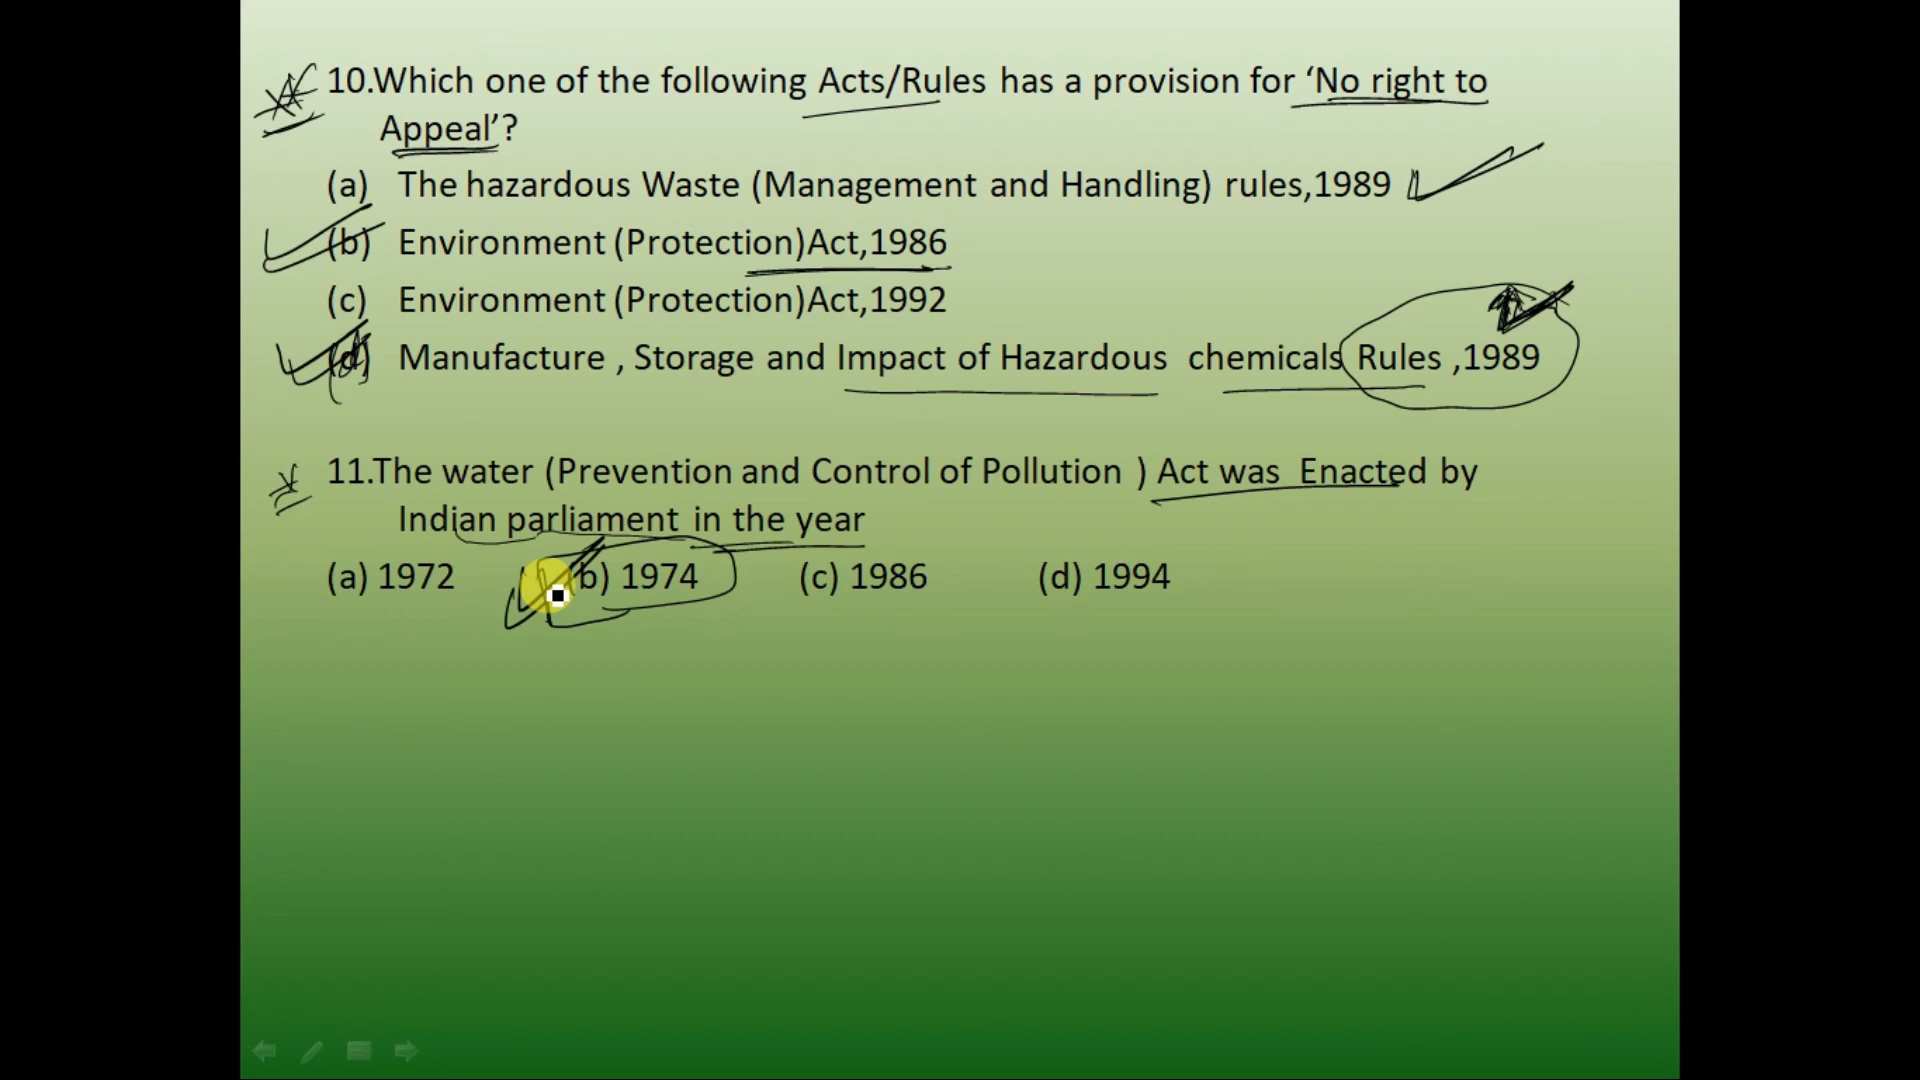 10.Which one of the following Acts/Rules has a provision for ‘No right to
Appeal’?
(a) The hazardous Waste (Management and Handling) rules,1989
(b) Environment (Protection)Act,1986
(c) Environment (Protection)Act,1992
(d) Manufacture , Storage and Impact of Hazardous chemicals Rules ,1989
11.The water (Prevention and Control of Pollution ) Act was Enacted by
Indian parliament in the year
(a) 1972 (b) 1974 (c) 1986 (d) 1994